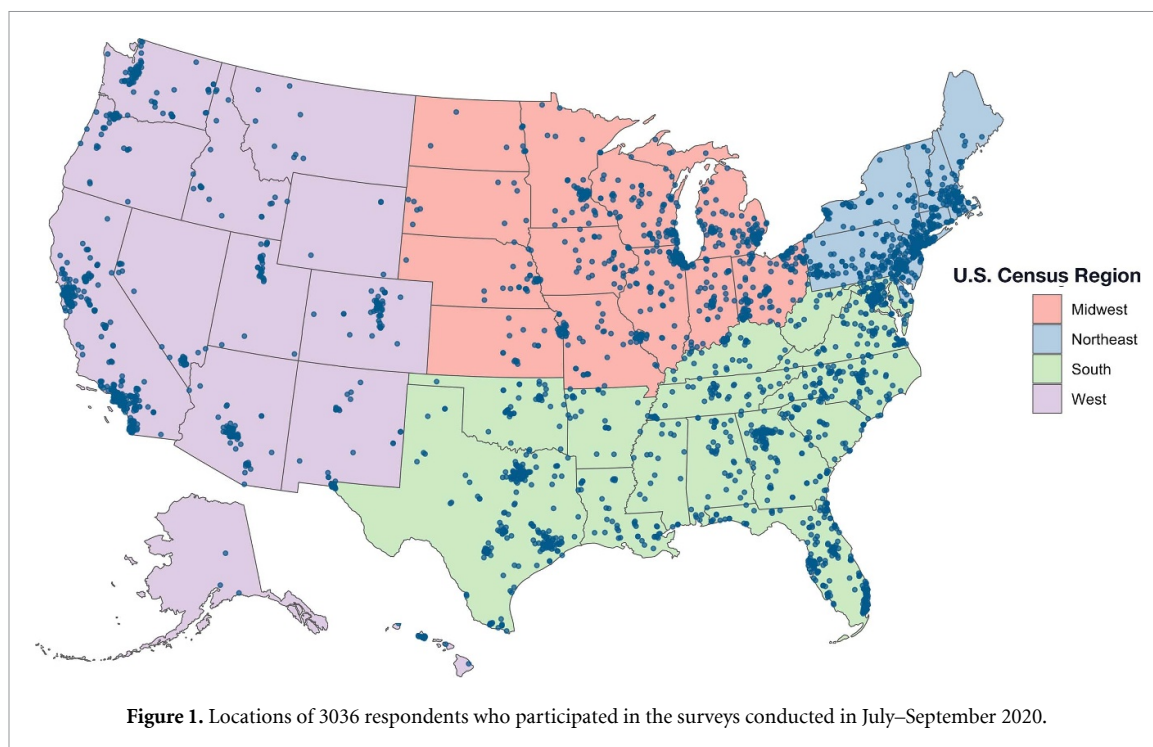 U.S. Census Region
Midwest
Northeast
South
West
Figure 1. Locations of 3036 respondents who participated in the surveys conducted in July–September 2020.